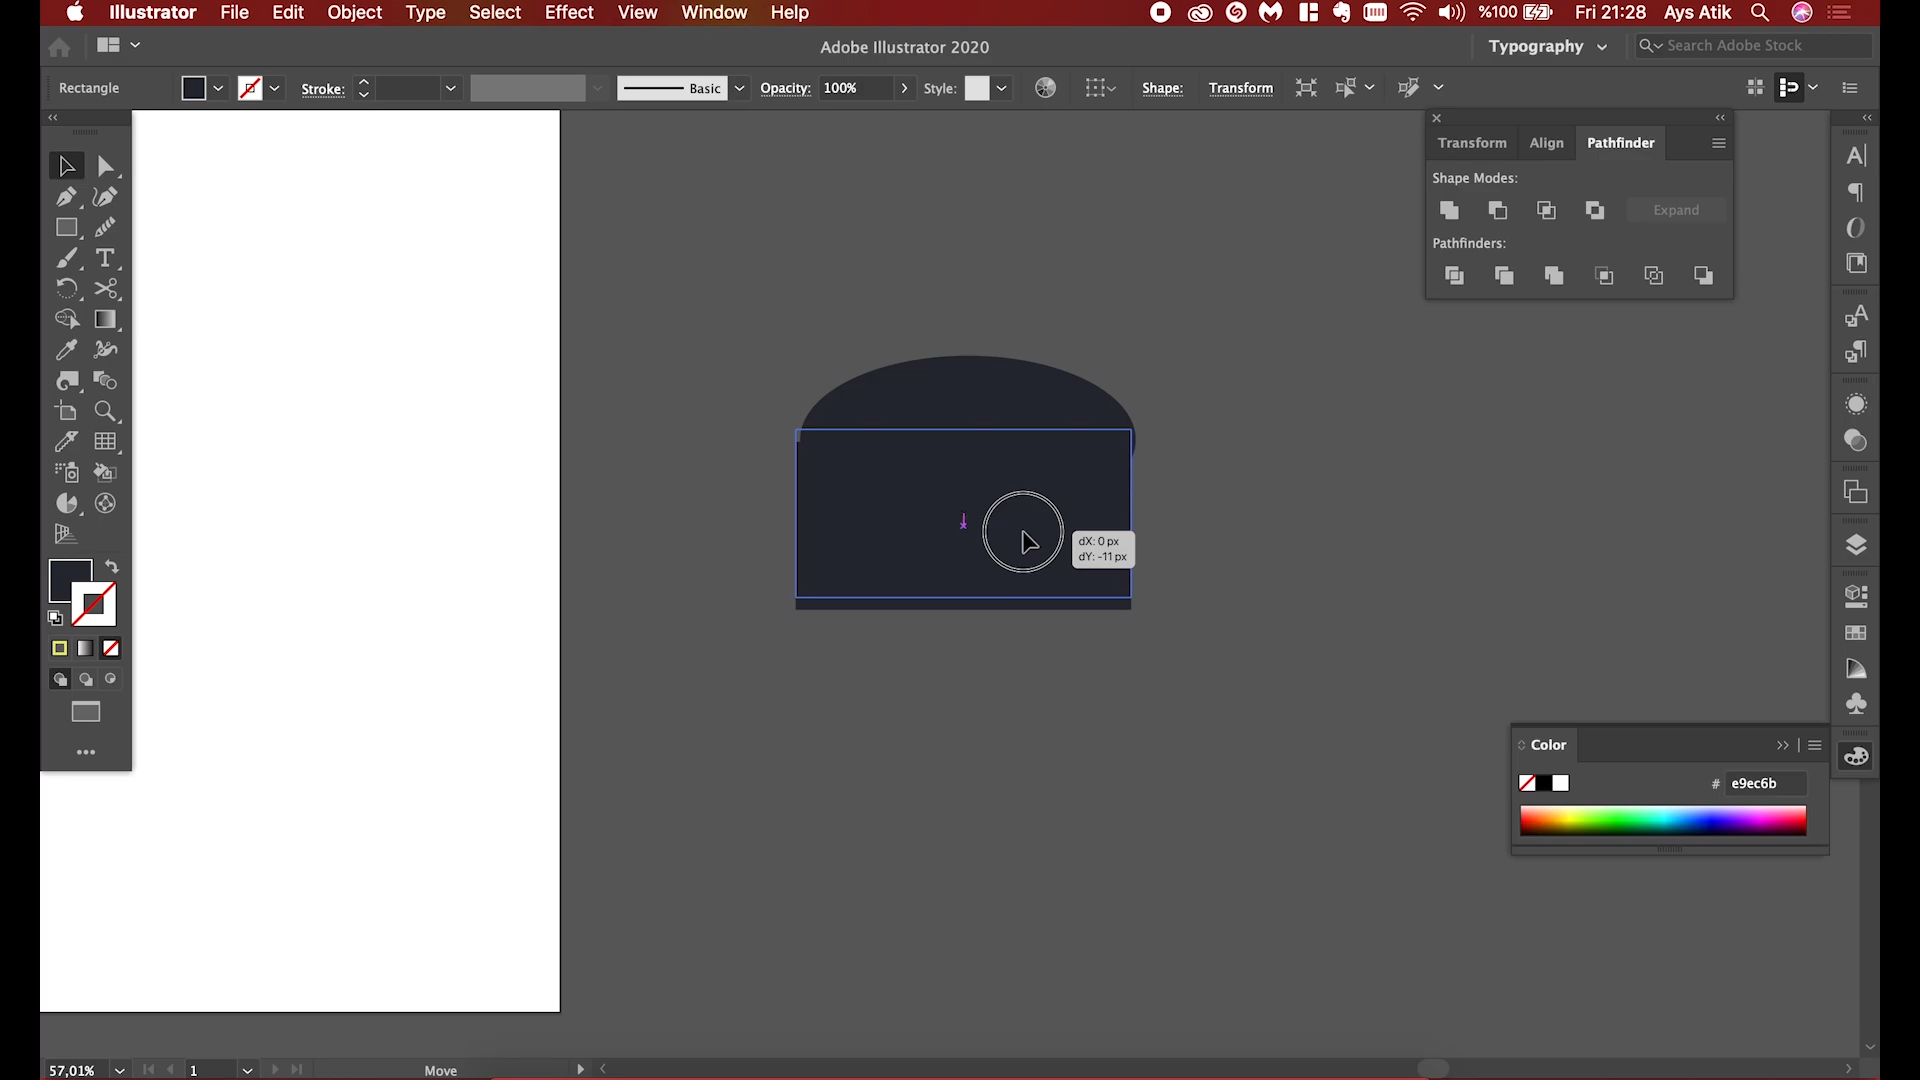 Illustrator File Edit Object Type Select Effect View Window Help %100 Fri 21:28 Ays Atik
Adobe Illustrator 2020 Typography Search Adobe Stock
Rectangle Stroke: Basic Opacity: 100% Style: Shape: Transform
Transform Align Pathfinder
Shape Modes:
Expand
Pathfinders:
dX: 0 px
dY: -11 px
Color
# e9ec6b
57,01% 1 Move